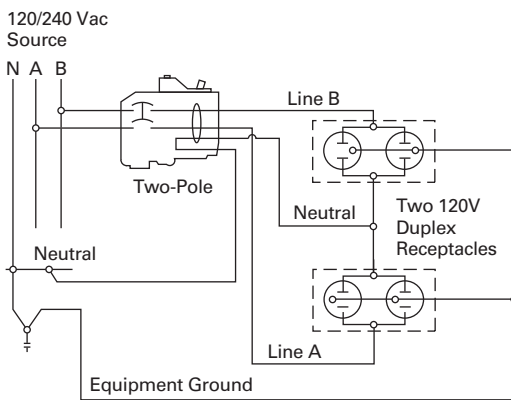 120/240 Vac
Source
N A B
Line B
Two-Pole
Neutral
Two 120V
Duplex
Receptacles
Neutral
Line A
Equipment Ground